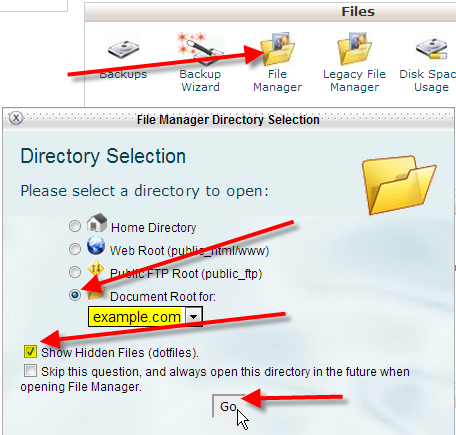 Files
Backups
Backup Wizard
File Manager
Legacy File Manager
Disk Spac Usage
File Manager Directory Selection
Directory Selection
Please select a directory to open:
Home Directory
Web Root (public_html/www)
Public FTP Root (public_ftp)
Document Root for:
example.com
Show Hidden Files (dotfiles).
Skip this question, and always open this directory in the future when
opening File Manager.
Go